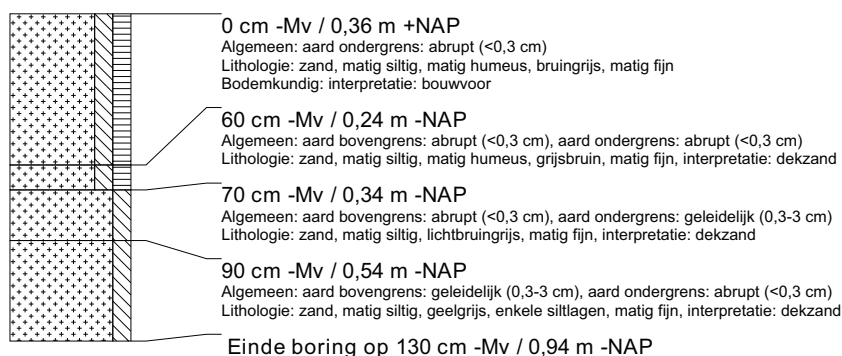 0 cm -Mv / 0,36 m +NAP
Algemeen: aard ondergrens: abrupt (<0,3 cm)
Lithologie: zand, matig siltig, matig humeus, bruingrijs, matig fijn
Bodemkundig: interpretatie: bouwvoor
60 cm -Mv / 0,24 m -NAP
Algemeen: aard bovengrens: abrupt (<0,3 cm), aard ondergrens: abrupt (<0,3 cm)
Lithologie: zand, matig siltig, matig humeus, grijsbruin, matig fijn, interpretatie: dekzand
70 cm -Mv / 0,34 m -NAP
Algemeen: aard bovengrens: abrupt (<0,3 cm), aard ondergrens: geleidelijk (0,3-3 cm)
Lithologie: zand, matig siltig, lichtbruingrijs, matig fijn, interpretatie: dekzand
90 cm -Mv / 0,54 m -NAP
Algemeen: aard bovengrens: geleidelijk (0,3-3 cm), aard ondergrens: abrupt (<0,3 cm)
Lithologie: zand, matig siltig, geelgrijs, enkele siltlagen, matig fijn, interpretatie: dekzand
Einde boring op 130 cm -Mv / 0,94 m -NAP